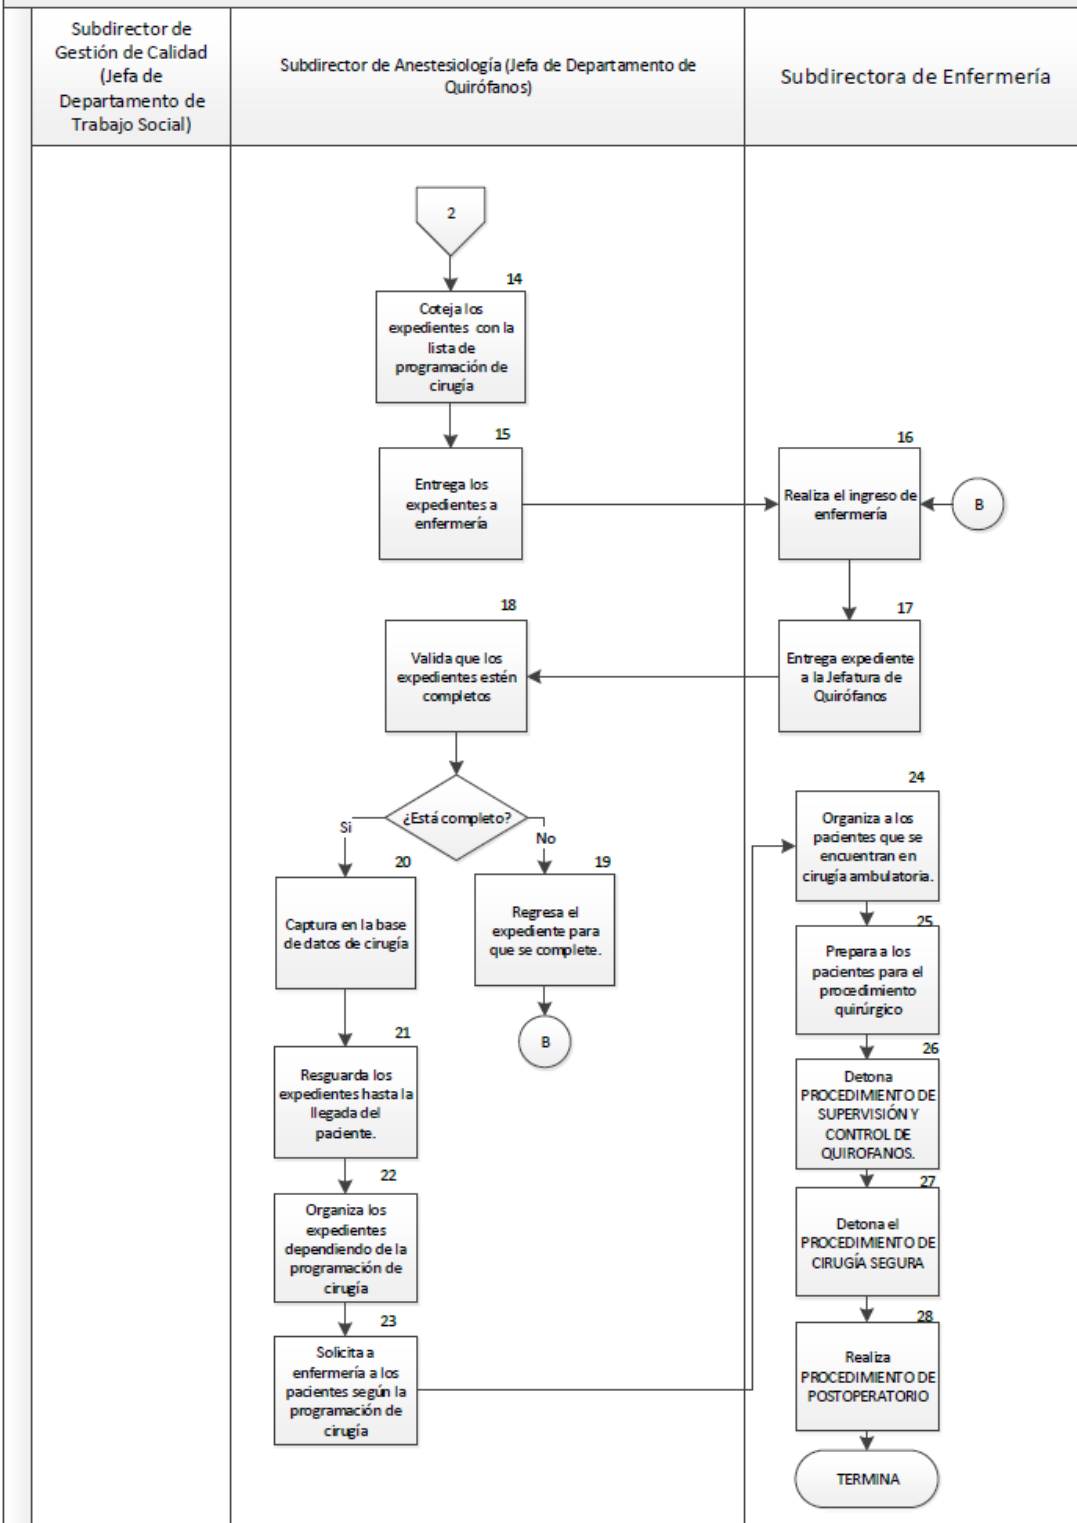 Subdirector de
Gestión de Calidad
(Jefa de
Departamento de
Trabajo Social)
Subdirector de Anestesiología (Jefa de Departamento de
Quirófanos)
Subdirectora de Enfermería
2
14
Coteja los
expedientes con la
lista de
programación de
cirugía
15
Entrega los
expedientes a
enfermería
16
Realiza el ingreso de
enfermería
B
18
Valida que los
expedientes estén
completos
17
Entrega expediente
a la Jefatura de
Quirófanos
¿Está completo?
Si
No
20
Captura en la base
de datos de cirugía
19
Regresa el
expediente para
que se complete.
B
21
Resguarda los
expedientes hasta la
llegada del
paciente.
22
Organiza los
expedientes
dependiendo de la
programación de
cirugía
23
Solicita a
enfermería a los
pacientes según la
programación de
cirugía
24
Organiza a los
pacientes que se
encuentran en
cirugía ambulatoria.
25
Prepara a los
pacientes para el
procedimiento
quirúrgico
26
Detona
PROCEDIMIENTO DE
SUPERVISIÓN Y
CONTROL DE
QUIROFANOS.
27
Detona el
PROCEDIMIENTO DE
CIRUGÍA SEGURA
28
Realiza
PROCEDIMIENTO DE
POSTOPERATORIO
TERMINA